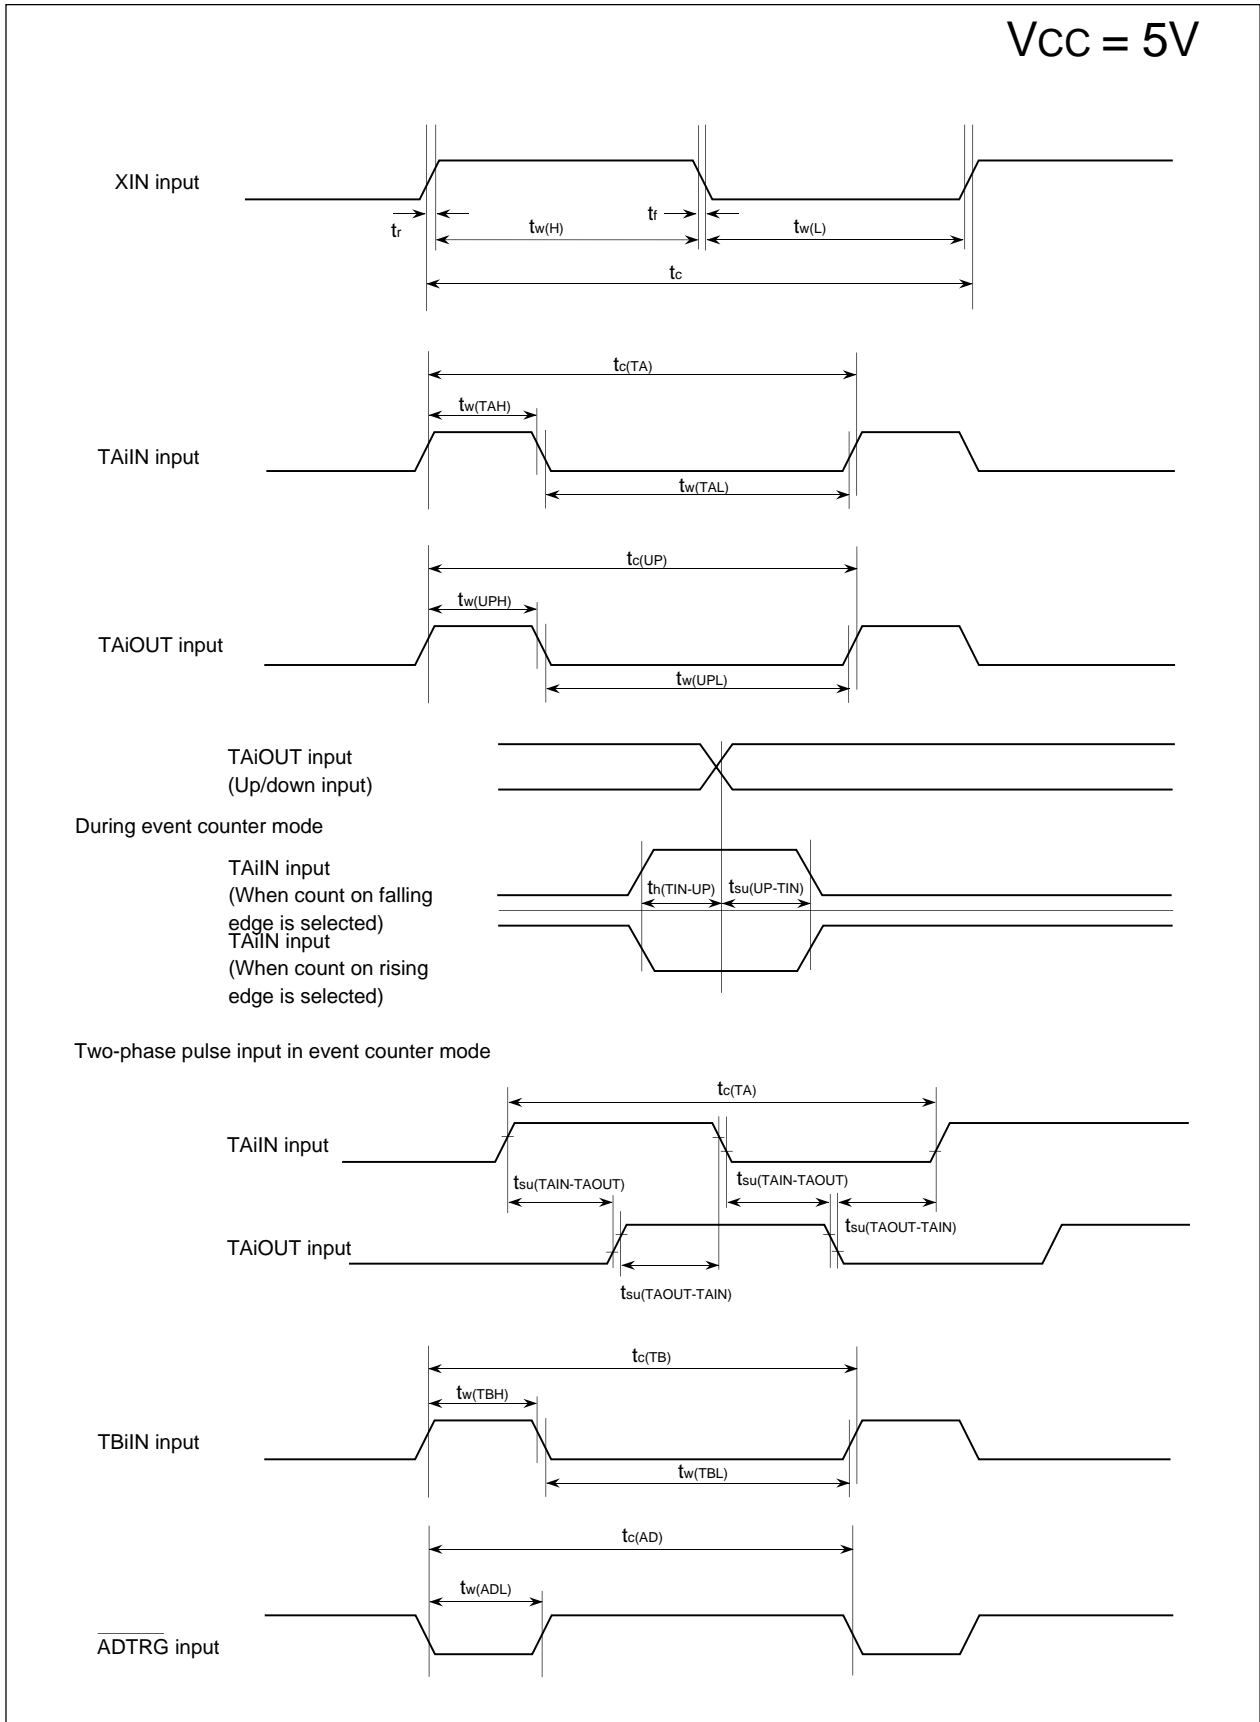 VCC = 5V
XIN input
tr
tw(H)
tf
tw(L)
tc
tc(TA)
tw(TAH)
TAiIN input
tw(TAL)
tc(UP)
tw(UPH)
TAiOUT input
tw(UPL)
TAiOUT input
(Up/down input)
During event counter mode
TAiIN input
(When count on falling
edge is selected)
th(TIN-UP)
tsu(UP-TIN)
TAiIN input
(When count on rising
edge is selected)
Two-phase pulse input in event counter mode
tc(TA)
TAiIN input
tsu(TAIN-TAOUT)
tsu(TAIN-TAOUT)
tsu(TAOUT-TAIN)
TAiOUT input
tsu(TAOUT-TAIN)
tc(TB)
tw(TBH)
TBiIN input
tw(TBL)
tc(AD)
tw(ADL)
ADTRG input